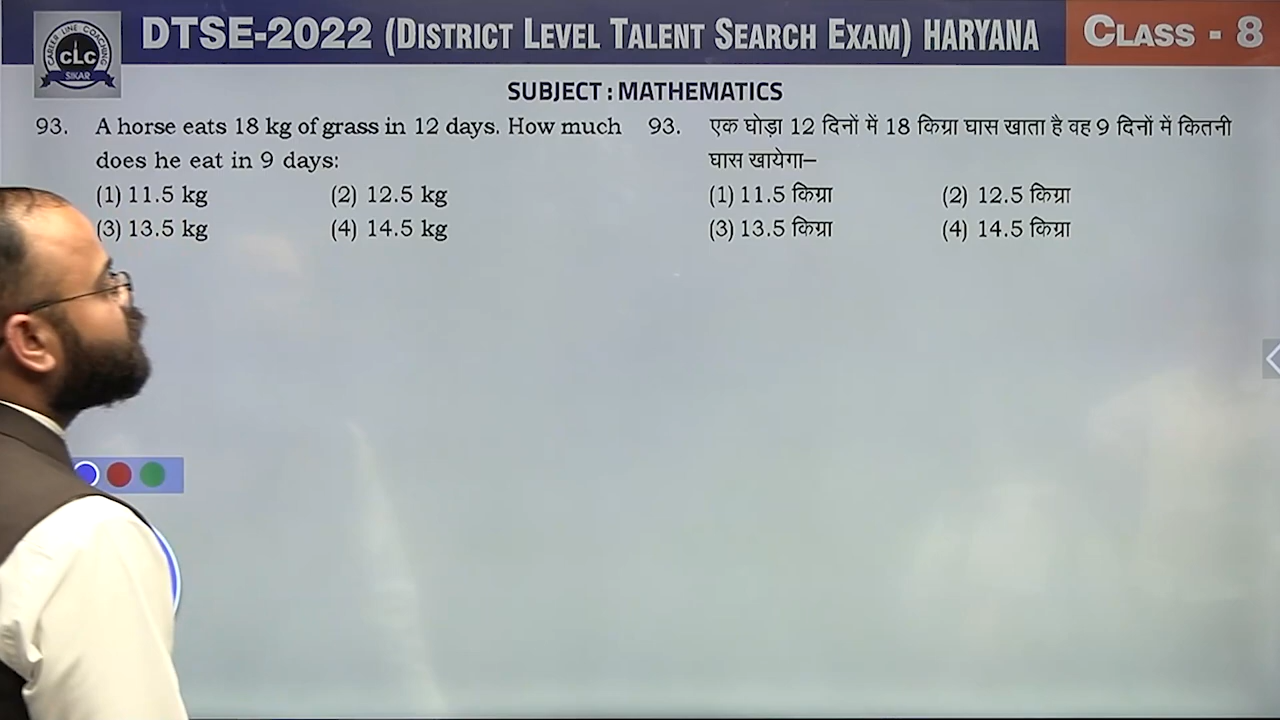 CAREER LINE COACHING
CLC
SIKAR
DTSE-2022 (DISTRICT LEVEL TALENT SEARCH EXAM) HARYANA
CLASS - 8
SUBJECT : MATHEMATICS
93. A horse eats 18 kg of grass in 12 days. How much
does he eat in 9 days:
(1) 11.5 kg (2) 12.5 kg
(3) 13.5 kg (4) 14.5 kg
93. एक घोड़ा 12 दिनों में 18 किग्रा घास खाता है वह 9 दिनों में कितनी
घास खायेगा–
(1) 11.5 किग्रा (2) 12.5 किग्रा
(3) 13.5 किग्रा (4) 14.5 किग्रा